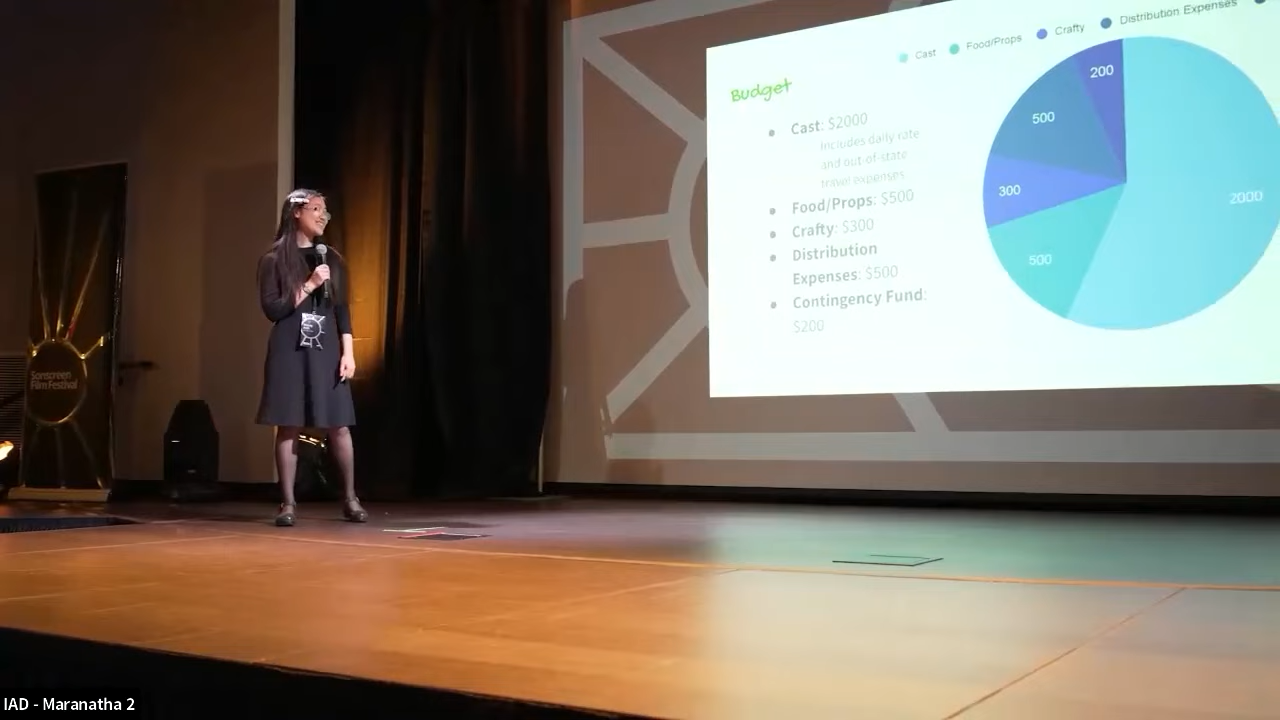 Cast
Food/Props
Crafty
Distribution Expenses
Budget
Cast: $2000
Includes daily rate
and out-of-state
travel expenses
Food/Props: $500
Crafty: $300
Distribution
Expenses: $500
Contingency Fund:
$200
200
500
300
500
2000
Sonscreen
Film Festival
IAD - Maranatha 2